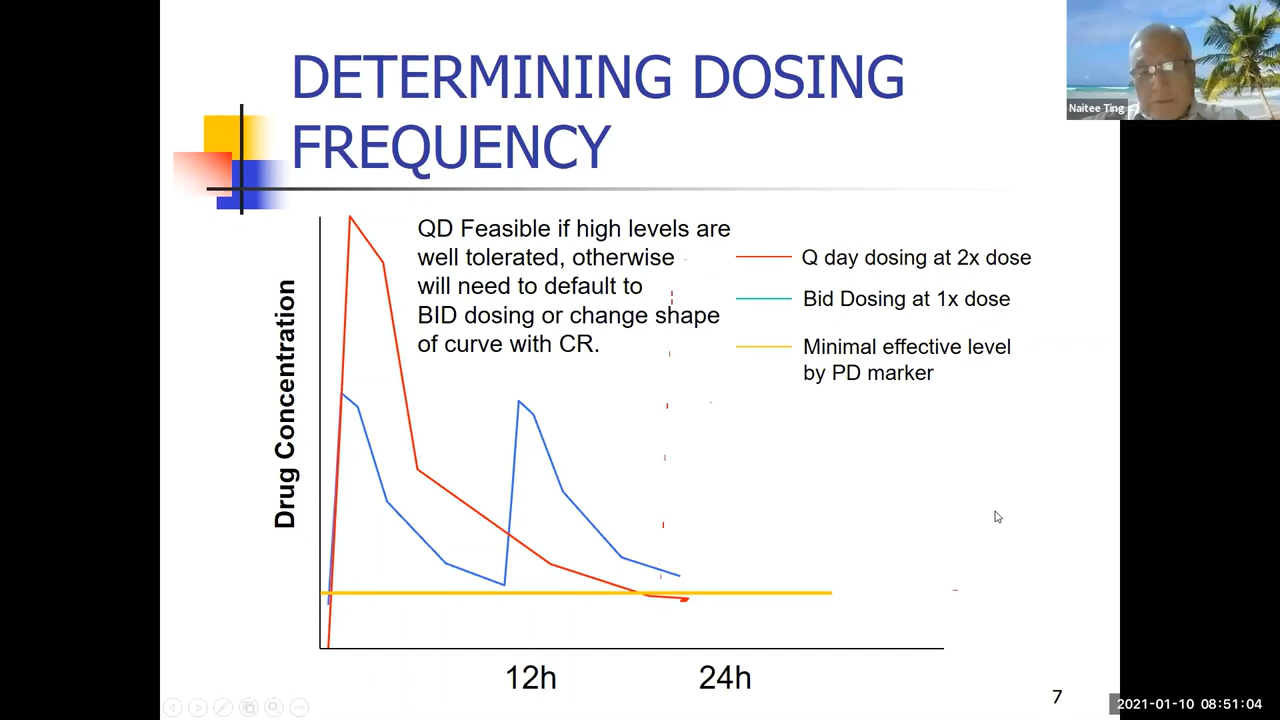 DETERMINING DOSING
FREQUENCY
Naitee Ting
QD Feasible if high levels are
well tolerated, otherwise
will need to default to
BID dosing or change shape
of curve with CR.
Q day dosing at 2x dose
Bid Dosing at 1x dose
Minimal effective level
by PD marker
Drug Concentration
12h
24h
7
2021-01-10 08:51:04